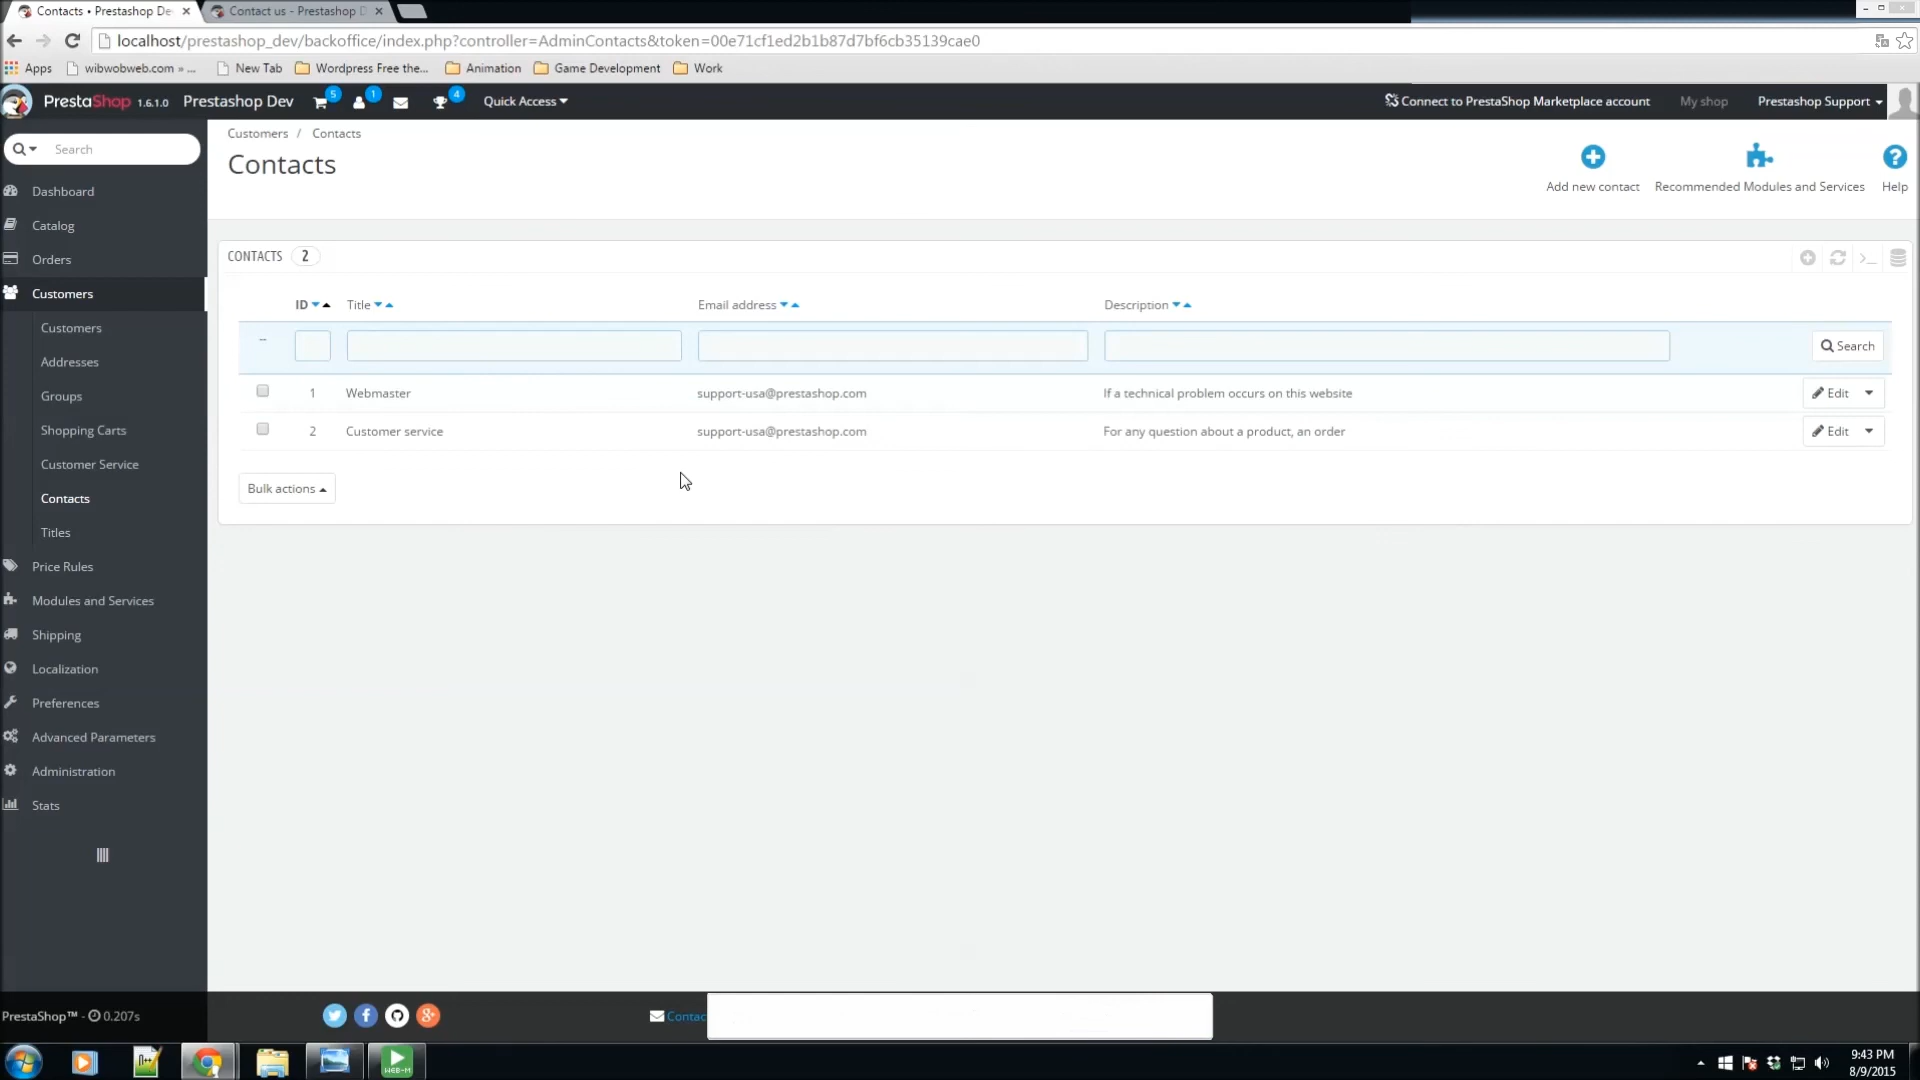 Contacts • Prestashop De
Contact us - Prestashop D
localhost/prestashop_dev/backoffice/index.php?controller=AdminContacts&token=00e71cf1ed2b1b87d7bf6cb35139cae0
Apps
wibwobweb.com » ...
New Tab
Wordpress Free the...
Animation
Game Development
Work
PrestaShop 1.6.1.0
Prestashop Dev
5
1
4
Quick Access
Connect to PrestaShop Marketplace account
My shop
Prestashop Support
Search
Dashboard
Catalog
Orders
Customers
Customers
Addresses
Groups
Shopping Carts
Customer Service
Contacts
Titles
Price Rules
Modules and Services
Shipping
Localization
Preferences
Advanced Parameters
Administration
Stats
Customers / Contacts
Contacts
Add new contact
Recommended Modules and Services
Help
CONTACTS 2
ID Title Email address Description
-- Search
1 Webmaster support-usa@prestashop.com If a technical problem occurs on this website Edit
2 Customer service support-usa@prestashop.com For any question about a product, an order Edit
Bulk actions
PrestaShop™ - 0.207s
Contac
WEB-M
9:43 PM
8/9/2015